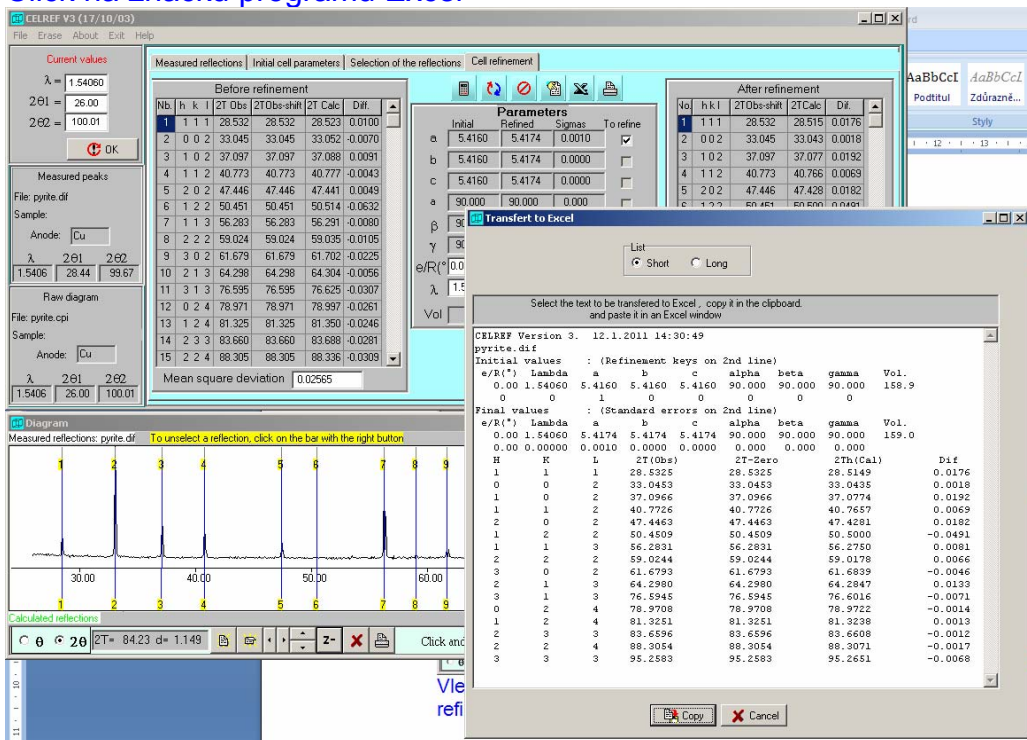 Click na značku programu Excel
CELREF V3 (17/10/03)
File Erase About Exit Help
Current values
λ = 1.54060
2θ1 = 26.00
2θ2 = 100.01
OK
Measured peaks
File: pyrite.dif
Sample:
Anode: Cu
λ 2θ1 2θ2
1.5406 28.44 99.67
Raw diagram
File: pyrite.cpi
Sample:
Anode: Cu
λ 2θ1 2θ2
1.5406 26.00 100.01
Measured reflections Initial cell parameters Selection of the reflections Cell refinement
Before refinement
Nb. h k l 2T Obs 2TObs-shift 2T Calc Dif.
1 1 1 1 28.532 28.532 28.523 0.0100
2 0 0 2 33.045 33.045 33.052 -0.0070
3 1 0 2 37.097 37.097 37.088 0.0091
4 1 1 2 40.773 40.773 40.777 -0.0043
5 2 0 2 47.446 47.446 47.441 0.0049
6 1 2 2 50.451 50.451 50.514 -0.0632
7 1 1 3 56.283 56.283 56.291 -0.0080
8 2 2 2 59.024 59.024 59.035 -0.0105
9 3 0 2 61.679 61.679 61.702 -0.0225
10 2 1 3 64.298 64.298 64.304 -0.0056
11 3 1 3 76.595 76.595 76.625 -0.0307
12 0 2 4 78.971 78.971 78.997 -0.0261
13 1 2 4 81.325 81.325 81.350 -0.0246
14 2 3 3 83.660 83.660 83.688 -0.0281
15 2 2 4 88.305 88.305 88.336 -0.0309
Mean square deviation 0.02565
Parameters
Initial Refined Sigmas To refine
a 5.4160 5.4174 0.0010
b 5.4160 5.4174 0.0000
c 5.4160 5.4174 0.0000
a 90.000 90.000 0.000
β
γ
e/R(°
λ
Vol
After refinement
No. h k l 2TObs-shift 2TCalc Dif.
1 1 1 1 28.532 28.515 0.0176
2 0 0 2 33.045 33.043 0.0018
3 1 0 2 37.097 37.077 0.0192
4 1 1 2 40.773 40.766 0.0069
5 2 0 2 47.446 47.428 0.0182
6 1 2 2 50.451 50.500 -0.0491
AaBbCcI AaBbCcL
Podtitul Zdůrazně...
Styly
12 13
Transfert to Excel
List
Short Long
Select the text to be transfered to Excel , copy it in the clipboard.
and paste it in an Excel window
CELREF Version 3. 12.1.2011 14:30:49
pyrite.dif
Initial values : (Refinement keys on 2nd line)
e/R(°) Lambda a b c alpha beta gamma Vol.
0.00 1.54060 5.4160 5.4160 5.4160 90.000 90.000 90.000 158.9
0 0 1 0 0 0 0 0
Final values : (Standard errors on 2nd line)
e/R(°) Lambda a b c alpha beta gamma Vol.
0.00 1.54060 5.4174 5.4174 5.4174 90.000 90.000 90.000 159.0
0.00 0.00000 0.0010 0.0000 0.0000 0.000 0.000 0.000
H K L 2T(Obs) 2T-Zero 2Th(Cal) Dif
1 1 1 28.5325 28.5325 28.5149 0.0176
0 0 2 33.0453 33.0453 33.0435 0.0018
1 0 2 37.0966 37.0966 37.0774 0.0192
1 1 2 40.7726 40.7726 40.7657 0.0069
2 0 2 47.4463 47.4463 47.4281 0.0182
1 2 2 50.4509 50.4509 50.5000 -0.0491
1 1 3 56.2831 56.2831 56.2750 0.0081
2 2 2 59.0244 59.0244 59.0178 0.0066
3 0 2 61.6793 61.6793 61.6839 -0.0046
2 1 3 64.2980 64.2980 64.2847 0.0133
3 1 3 76.5945 76.5945 76.6016 -0.0071
0 2 4 78.9708 78.9708 78.9722 -0.0014
1 2 4 81.3251 81.3251 81.3238 0.0013
2 3 3 83.6596 83.6596 83.6608 -0.0012
2 2 4 88.3054 88.3054 88.3071 -0.0017
3 3 3 95.2583 95.2583 95.2651 -0.0068
Copy Cancel
Diagram
Measured reflections: pyrite.dif To unselect a reflection, click on the bar with the right button
1 2 3 4 5 6 7 8 9
30.00 40.00 50.00 60.00
1 2 3 4 5 6 7 8 9
Calculated reflections
θ 2θ 2T= 84.23 d= 1.149 Z- Click and
Vle
refi